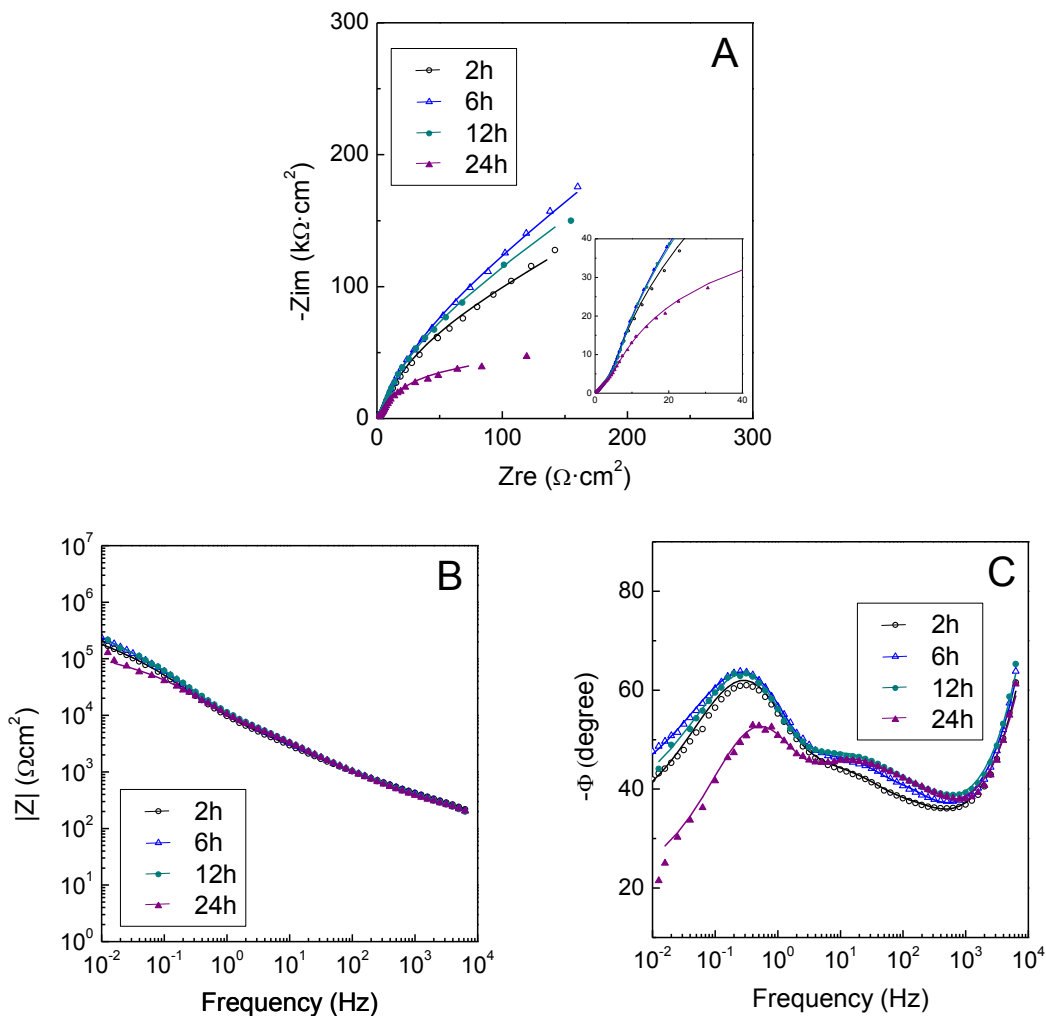 A
300
200
100
0
-Zim (kΩ·cm²)
2h
6h
12h
24h
40
30
20
10
0
0 20 40
0 100 200 300
Zre (Ω·cm²)
B
10⁷
10⁶
10⁵
10⁴
10³
10²
10¹
10⁰
|Z| (Ωcm²)
2h
6h
12h
24h
10⁻² 10⁻¹ 10⁰ 10¹ 10² 10³ 10⁴
Frequency (Hz)
C
80
60
40
20
-Φ (degree)
2h
6h
12h
24h
10⁻² 10⁻¹ 10⁰ 10¹ 10² 10³ 10⁴
Frequency (Hz)